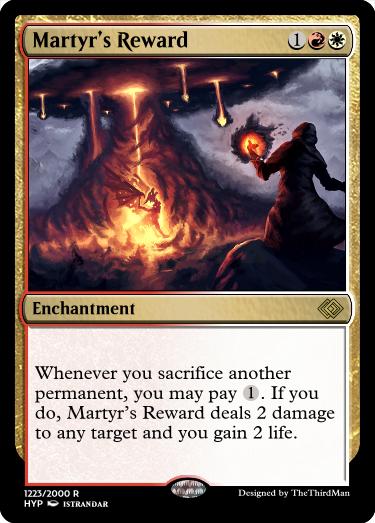 Martyr's Reward 1
Enchantment
Whenever you sacrifice another
permanent, you may pay 1. If you
do, Martyr's Reward deals 2 damage
to any target and you gain 2 life.
1223/2000 R
HYP ISTRANDAR
Designed by TheThirdMan